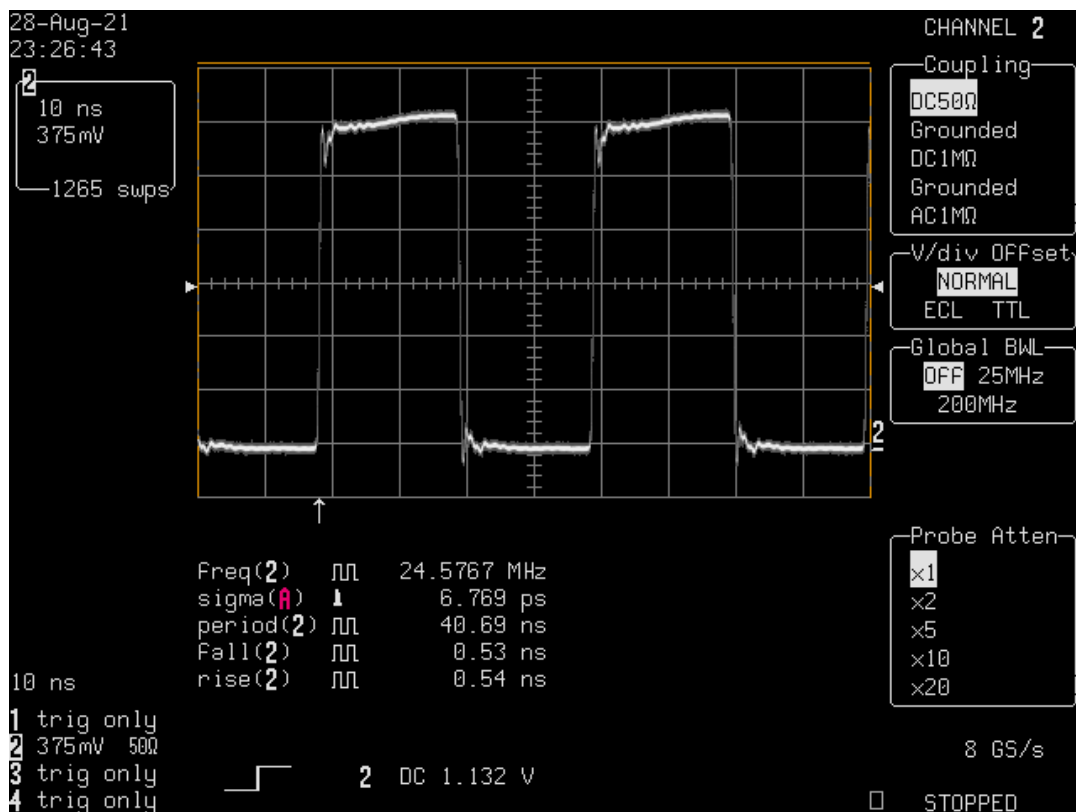 28-Aug-21
23:26:43
2
10 ns
375mV
1265 swps
CHANNEL 2
Coupling
DC50Ω
Grounded
DC1MΩ
Grounded
AC1MΩ
V/div Offset
NORMAL
ECL TTL
Global BWL
OFF 25MHz
200MHz
2
Probe Atten
×1
×2
×5
×10
×20
Freq(2) 24.5767 MHz
sigma(A) 6.769 ps
period(2) 40.69 ns
Fall(2) 0.53 ns
rise(2) 0.54 ns
10 ns
1 trig only
2 375mV 50Ω
3 trig only
4 trig only
2 DC 1.132 V
8 GS/s
STOPPED